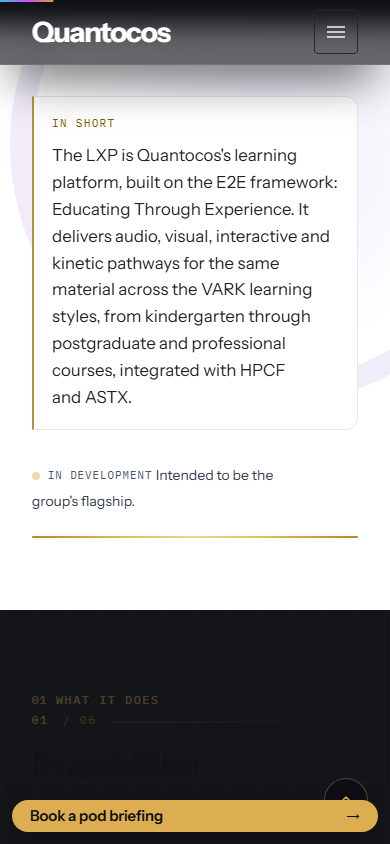 Quantocos
IN SHORT
The LXP is Quantocos's learning
platform, built on the E2E framework:
Educating Through Experience. It
delivers audio, visual, interactive and
kinetic pathways for the same
material across the VARK learning
styles, from kindergarten through
postgraduate and professional
courses, integrated with HPCF
and ASTX.
IN DEVELOPMENT Intended to be the
group's flagship.
01 WHAT IT DOES
01 / 06
Book a pod briefing →